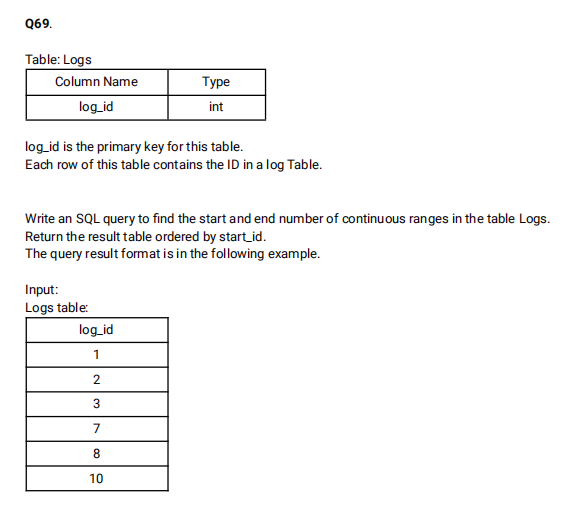 Q69.
Table: Logs
Column Name Type
log_id int
log_id is the primary key for this table.
Each row of this table contains the ID in a log Table.
Write an SQL query to find the start and end number of continuous ranges in the table Logs.
Return the result table ordered by start_id.
The query result format is in the following example.
Input:
Logs table:
log_id
1
2
3
7
8
10